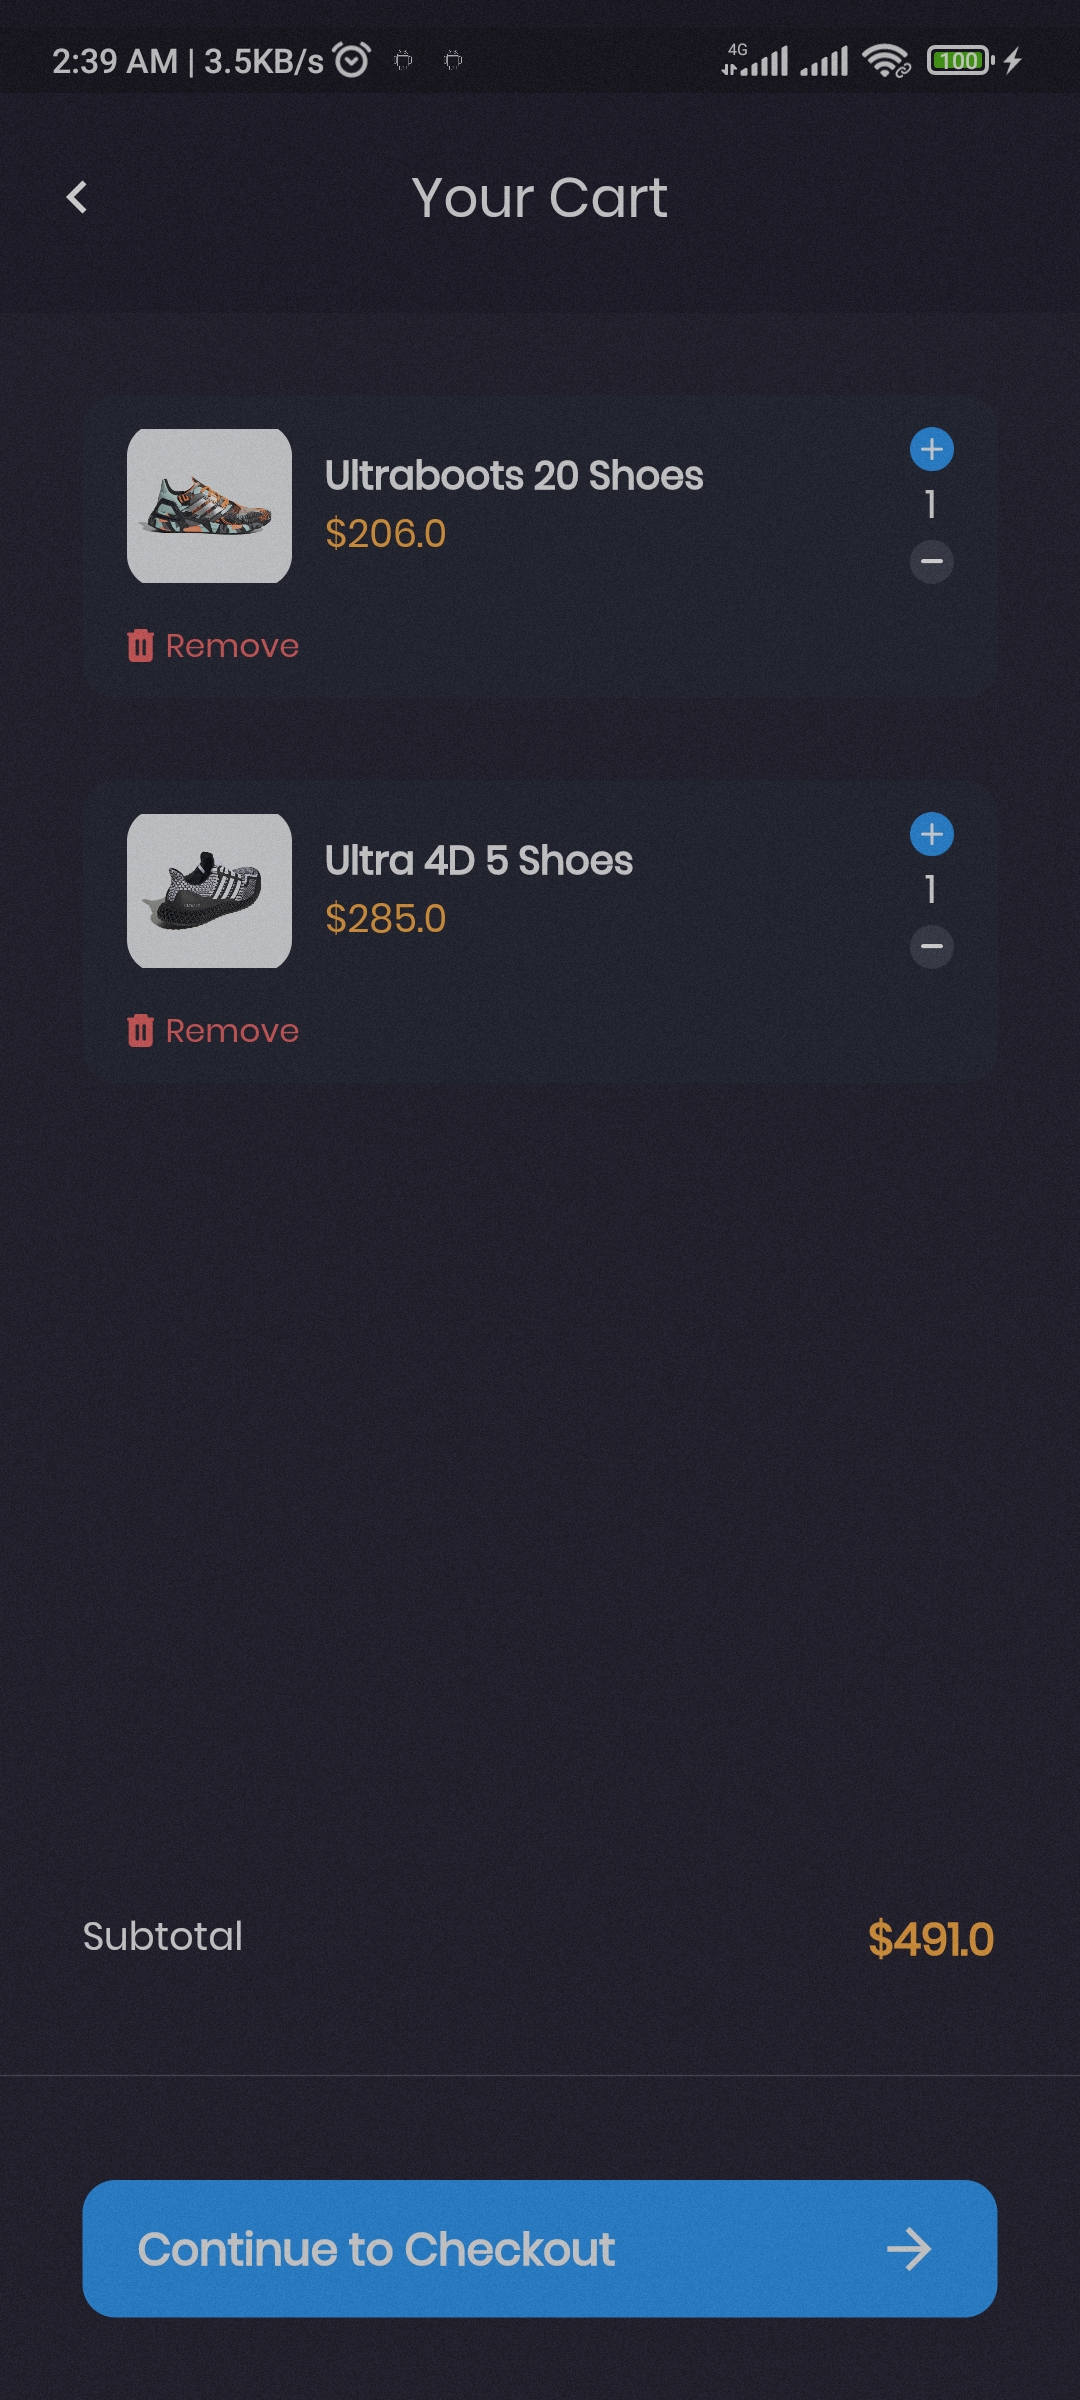 2:39 AM | 3.5KB/s 4G 100
Your Cart
Ultraboots 20 Shoes
$206.0
1
Remove
Ultra 4D 5 Shoes
$285.0
1
Remove
Subtotal $491.0
Continue to Checkout